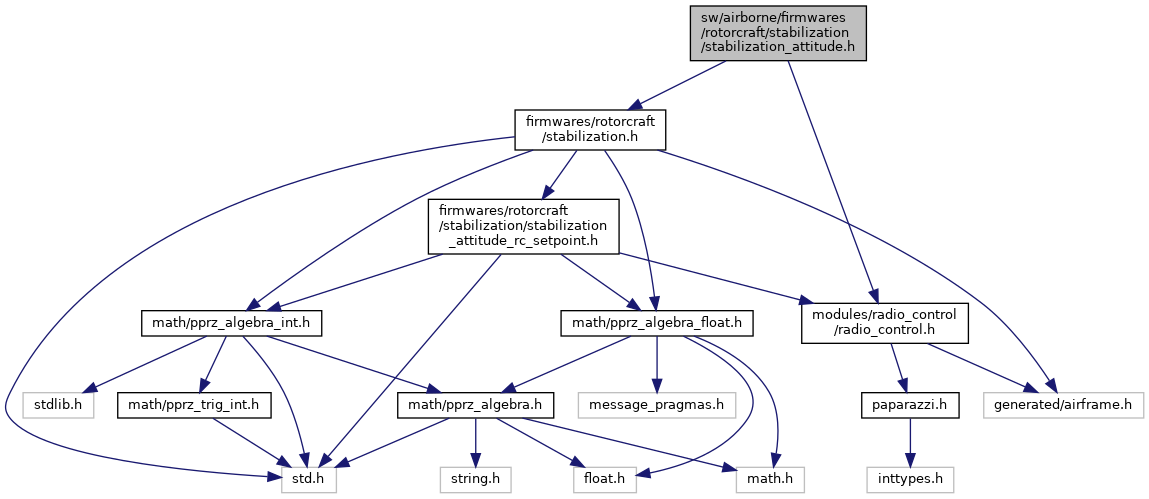 sw/airborne/firmwares
/rotorcraft/stabilization
/stabilization_attitude.h
firmwares/rotorcraft
/stabilization.h
firmwares/rotorcraft
/stabilization/stabilization
_attitude_rc_setpoint.h
math/pprz_algebra_int.h
math/pprz_algebra_float.h
modules/radio_control
/radio_control.h
stdlib.h
math/pprz_trig_int.h
math/pprz_algebra.h
message_pragmas.h
paparazzi.h
generated/airframe.h
std.h
string.h
float.h
math.h
inttypes.h